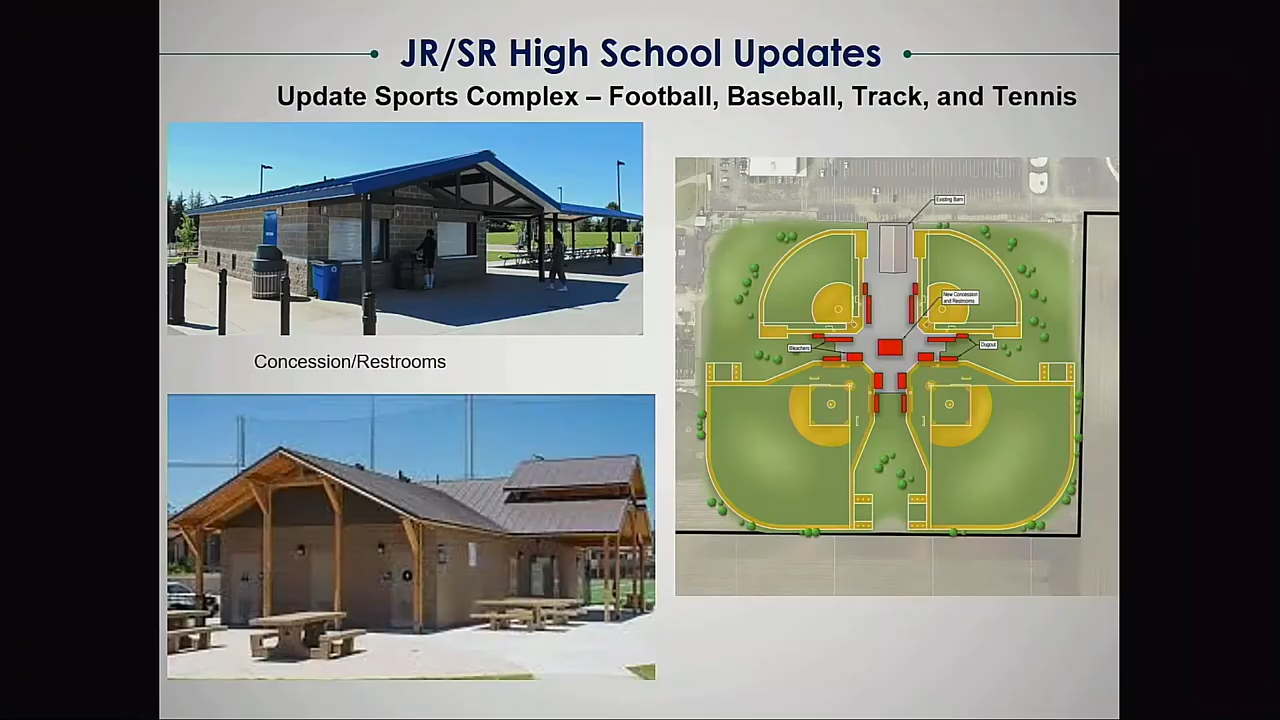 JR/SR High School Updates
Update Sports Complex – Football, Baseball, Track, and Tennis
Existing Barn
New Concession
and Restrooms
Bleachers
Dugout
Concession/Restrooms